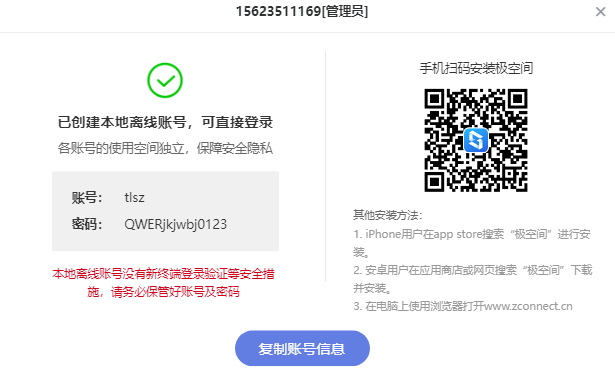 15623511169[管理员]
已创建本地离线账号，可直接登录
各账号的使用空间独立，保障安全隐私
账号： tlsz
密码： QWERjkjwbj0123
本地离线账号没有新终端登录验证等安全措
施，请务必保管好账号及密码
手机扫码安装极空间
其他安装方法：
1. iPhone用户在app store搜索“极空间”进行安
装。
2. 安卓用户在应用商店或网页搜索“极空间”下载
并安装。
3. 在电脑上使用浏览器打开www.zconnect.cn
复制账号信息